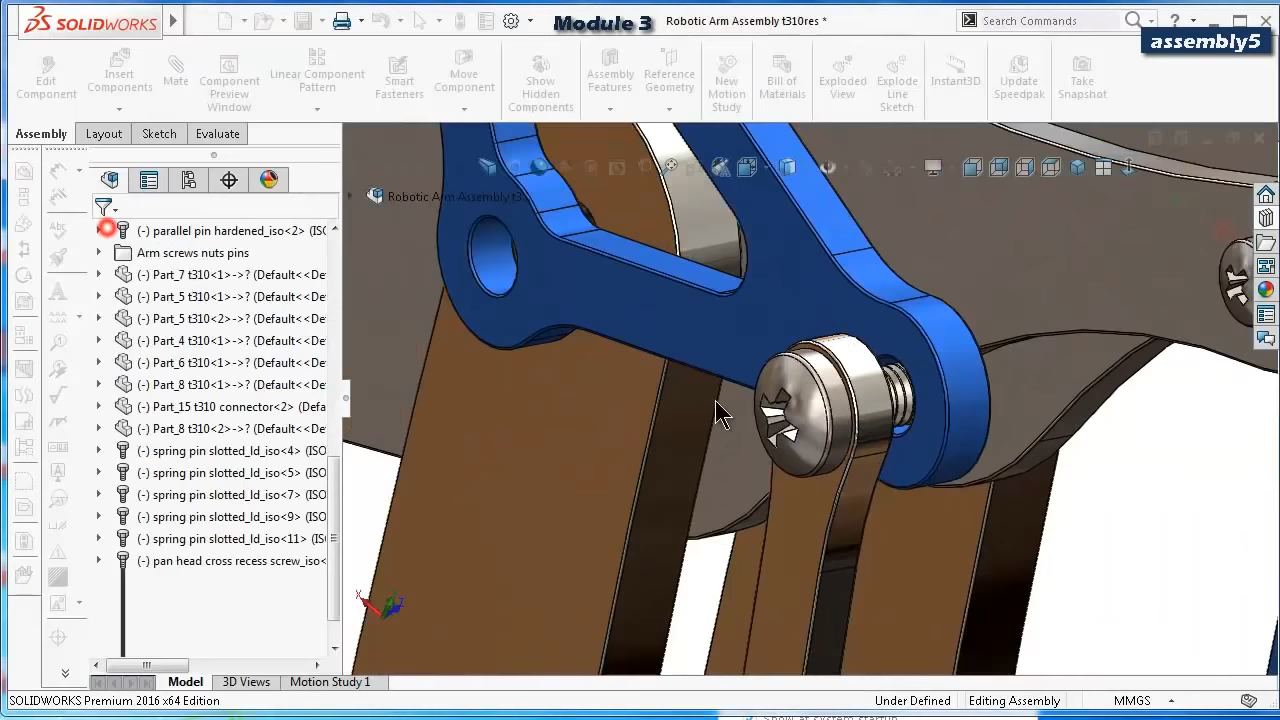 SOLIDWORKS
Module 3
Robotic Arm Assembly t310res *
assembly5
Edit Component
Insert Components
Mate
Component Preview Window
Linear Component Pattern
Smart Fasteners
Move Component
Show Hidden Components
Assembly Features
Reference Geometry
New Motion Study
Bill of Materials
Exploded View
Explode Line Sketch
Instant3D
Update Speedpak
Take Snapshot
Assembly
Layout
Sketch
Evaluate
Robotic Arm Assembly t3...
(-) parallel pin hardened_iso<2> (ISO
Arm screws nuts pins
(-) Part_7 t310<1>->? (Default<<De
(-) Part_5 t310<1>->? (Default<<De
(-) Part_5 t310<2>->? (Default<<De
(-) Part_4 t310<1>->? (Default<<De
(-) Part_6 t310<1>->? (Default<<De
(-) Part_8 t310<1>->? (Default<<De
(-) Part_15 t310 connector<2> (Defa
(-) Part_8 t310<2>->? (Default<<De
(-) spring pin slotted_ld_iso<4> (ISO
(-) spring pin slotted_ld_iso<5> (ISO
(-) spring pin slotted_ld_iso<7> (ISO
(-) spring pin slotted_ld_iso<9> (ISO
(-) spring pin slotted_ld_iso<11> (IS
(-) pan head cross recess screw_iso<
X
Z
Model
3D Views
Motion Study 1
SOLIDWORKS Premium 2016 x64 Edition
Under Defined
Editing Assembly
MMGS